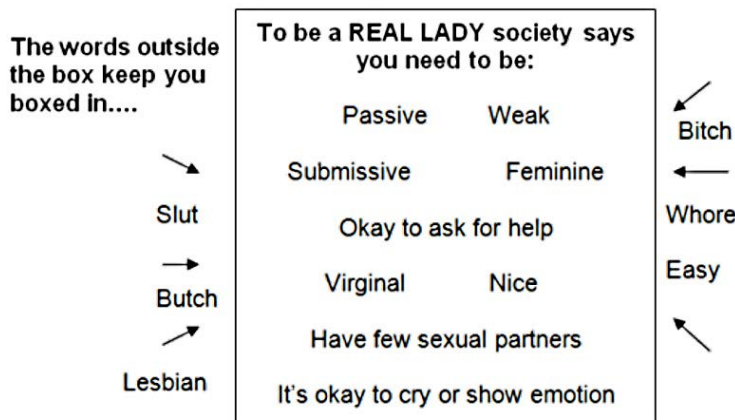 The words outside
the box keep you
boxed in....
To be a REAL LADY society says
you need to be:
Passive Weak
Submissive Feminine
Okay to ask for help
Virginal Nice
Have few sexual partners
It's okay to cry or show emotion
Slut
Butch
Lesbian
Bitch
Whore
Easy